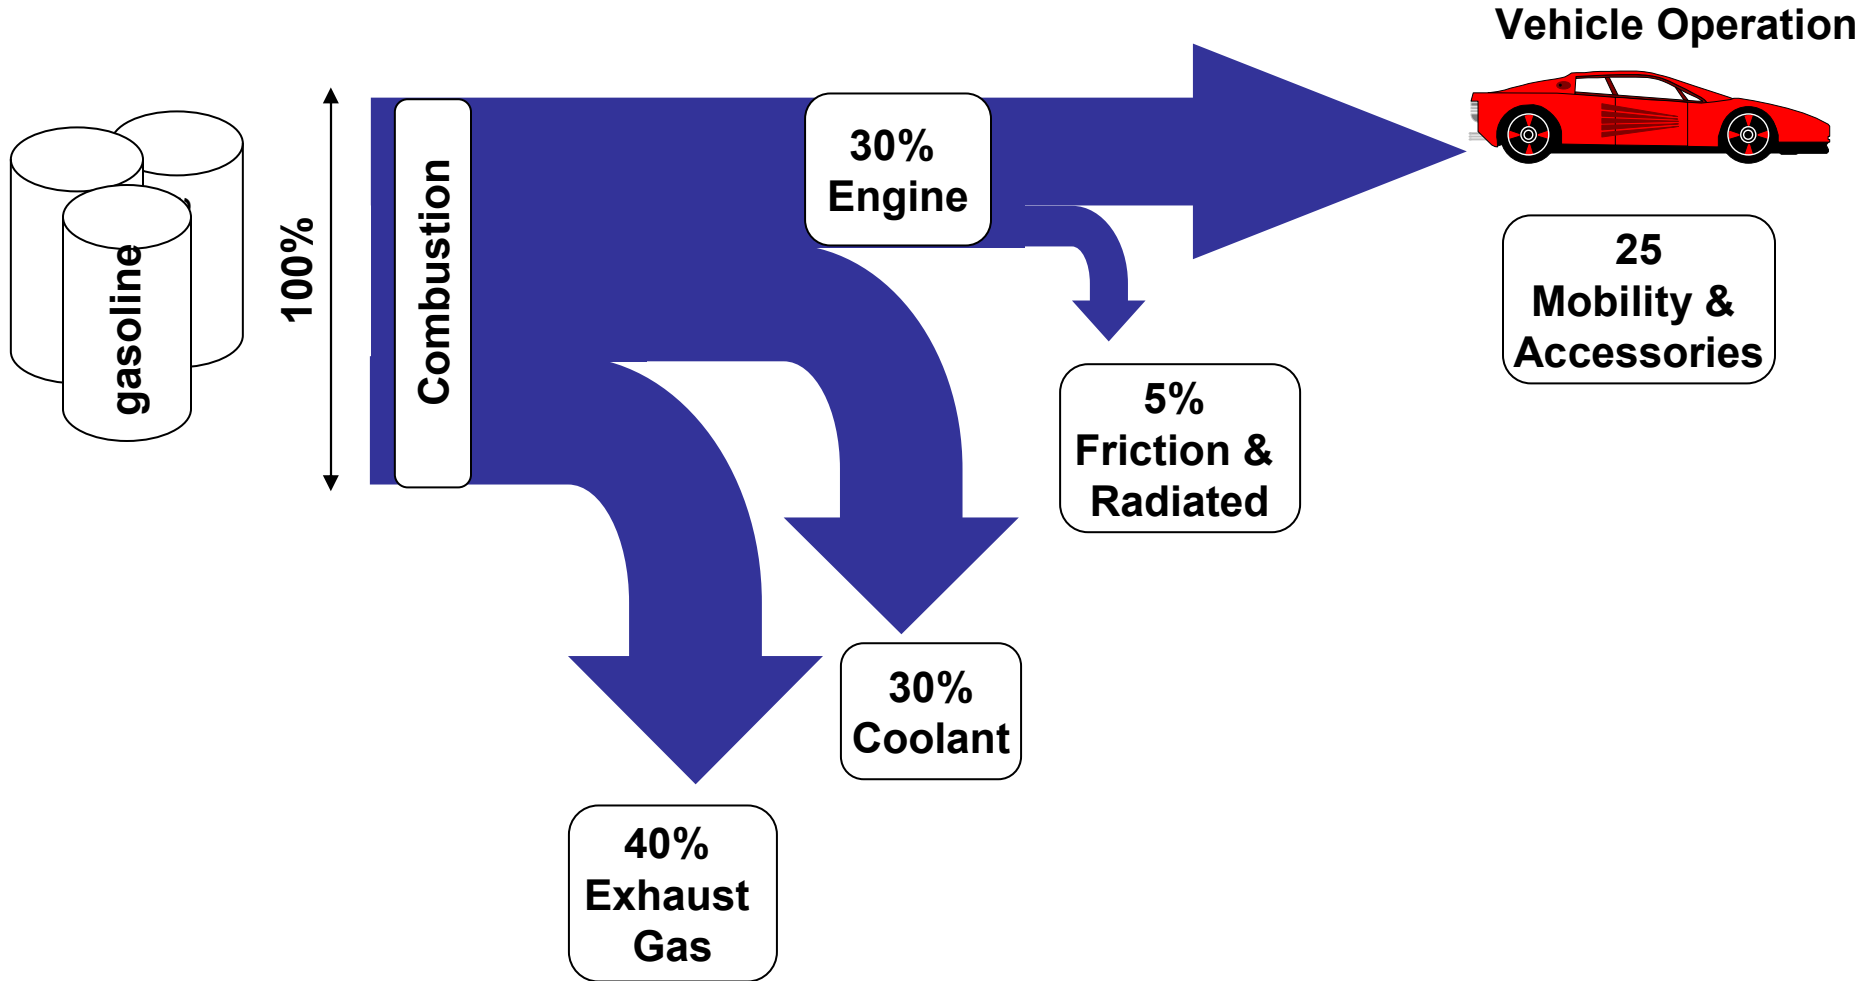 Vehicle Operation
gasoline
100%
Combustion
30%
Engine
25
Mobility &
Accessories
5%
Friction &
Radiated
30%
Coolant
40%
Exhaust
Gas